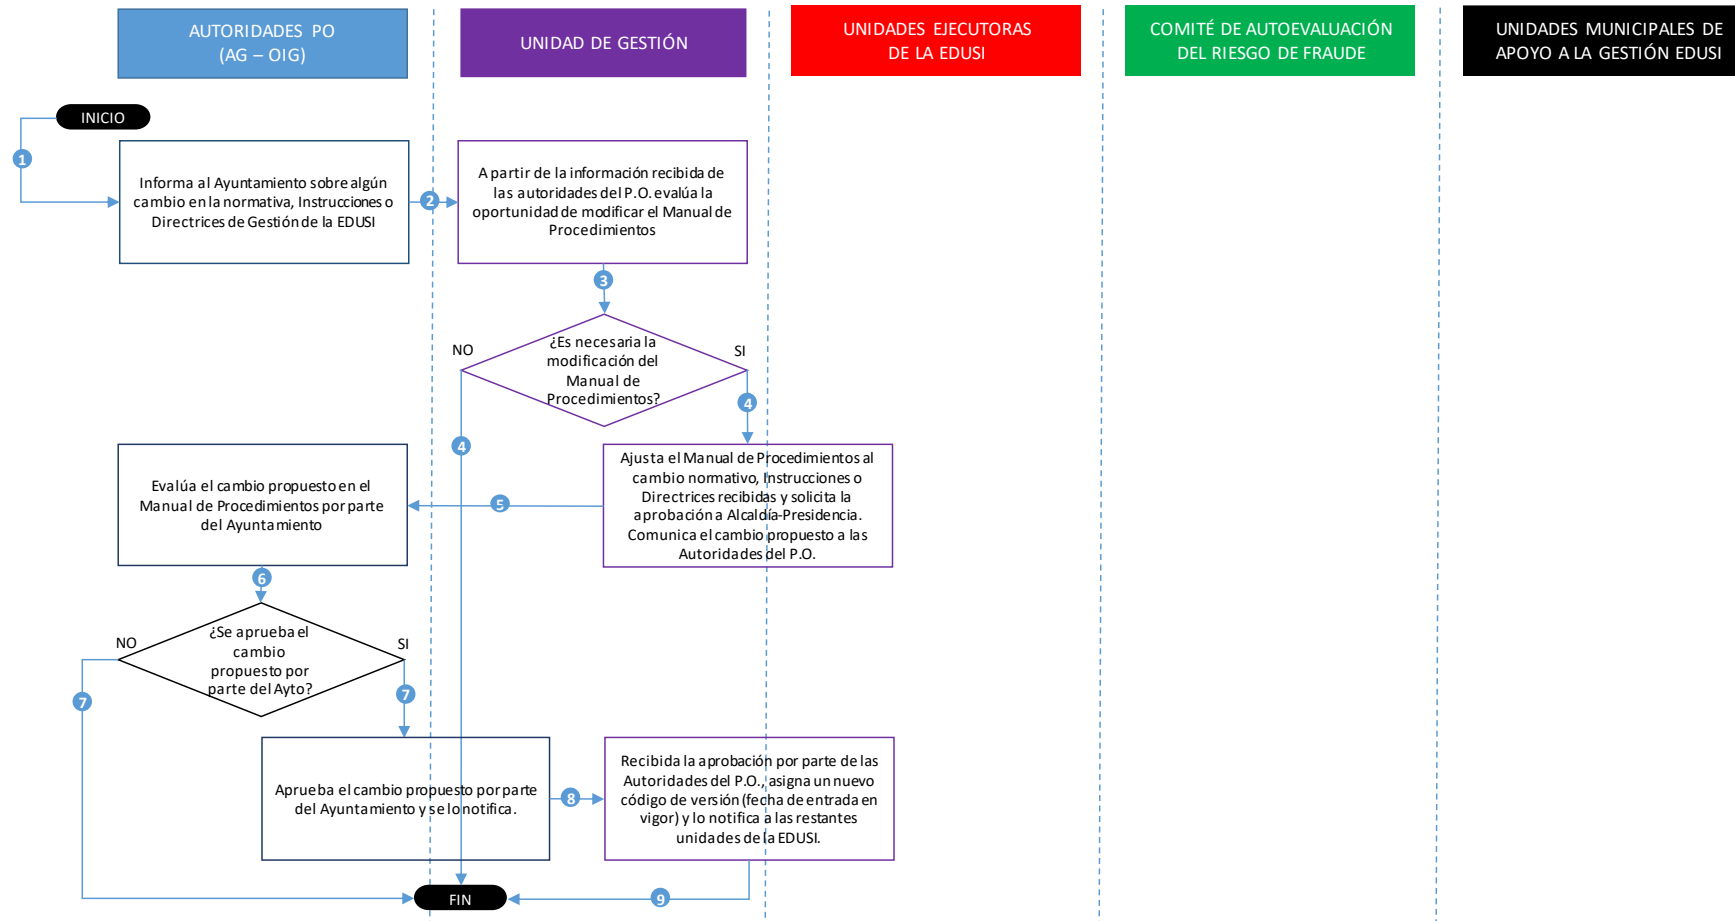 AUTORIDADES PO
(AG – OIG)
UNIDAD DE GESTIÓN
UNIDADES EJECUTORAS
DE LA EDUSI
COMITÉ DE AUTOEVALUACIÓN
DEL RIESGO DE FRAUDE
UNIDADES MUNICIPALES DE
APOYO A LA GESTIÓN EDUSI
INICIO
1
Informa al Ayuntamiento sobre algún
cambio en la normativa, Instrucciones o
Directrices de Gestión de la EDUSI
2
A partir de la información recibida de
las autoridades del P.O. evalúa la
oportunidad de modificar el Manual de
Procedimientos
3
¿Es necesaria la
modificación del
Manual de
Procedimientos?
NO
SI
4
4
Ajusta el Manual de Procedimientos al
cambio normativo, Instrucciones o
Directrices recibidas y solicita la
aprobación a Alcaldía-Presidencia.
Comunica el cambio propuesto a las
Autoridades del P.O.
5
Evalúa el cambio propuesto en el
Manual de Procedimientos por parte
del Ayuntamiento
6
¿Se aprueba el
cambio
propuesto por
parte del Ayto?
NO
SI
7
7
Aprueba el cambio propuesto por parte
del Ayuntamiento y se lo notifica.
8
Recibida la aprobación por parte de las
Autoridades del P.O., asigna un nuevo
código de versión (fecha de entrada en
vigor) y lo notifica a las restantes
unidades de la EDUSI.
9
FIN